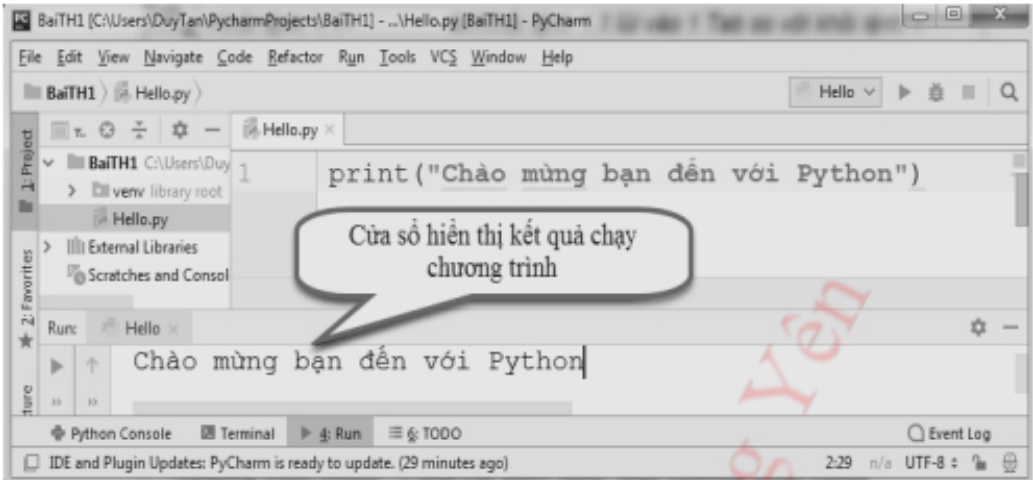 BaiTH1 [C:\Users\DuyTan\PycharmProjects\BaiTH1] - ...\Hello.py [BaiTH1] - PyCharm
File Edit View Navigate Code Refactor Run Tools VCS Window Help
BaiTH1 Hello.py Hello
Hello.py
1: Project
BaiTH1 C:\Users\Duy
venv library root
Hello.py
External Libraries
Scratches and Consol
1 print("Chào mừng bạn đến với Python")
Cửa sổ hiển thị kết quả chạy
chương trình
2: Favorites
Run: Hello
Chào mừng bạn đến với Python
Python Console Terminal 4: Run 6: TODO Event Log
IDE and Plugin Updates: PyCharm is ready to update. (29 minutes ago) 2:29 n/a UTF-8
Yên